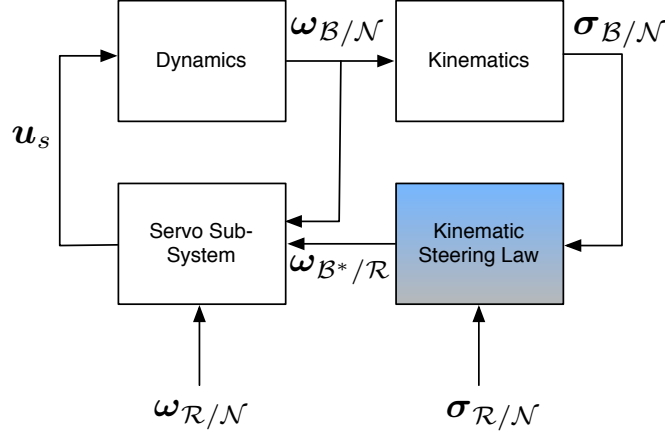 ω_{B/N}
σ_{B/N}
Dynamics
Kinematics
u_s
Servo Sub-
System
ω_{B*/R}
Kinematic
Steering Law
ω_{R/N}
σ_{R/N}